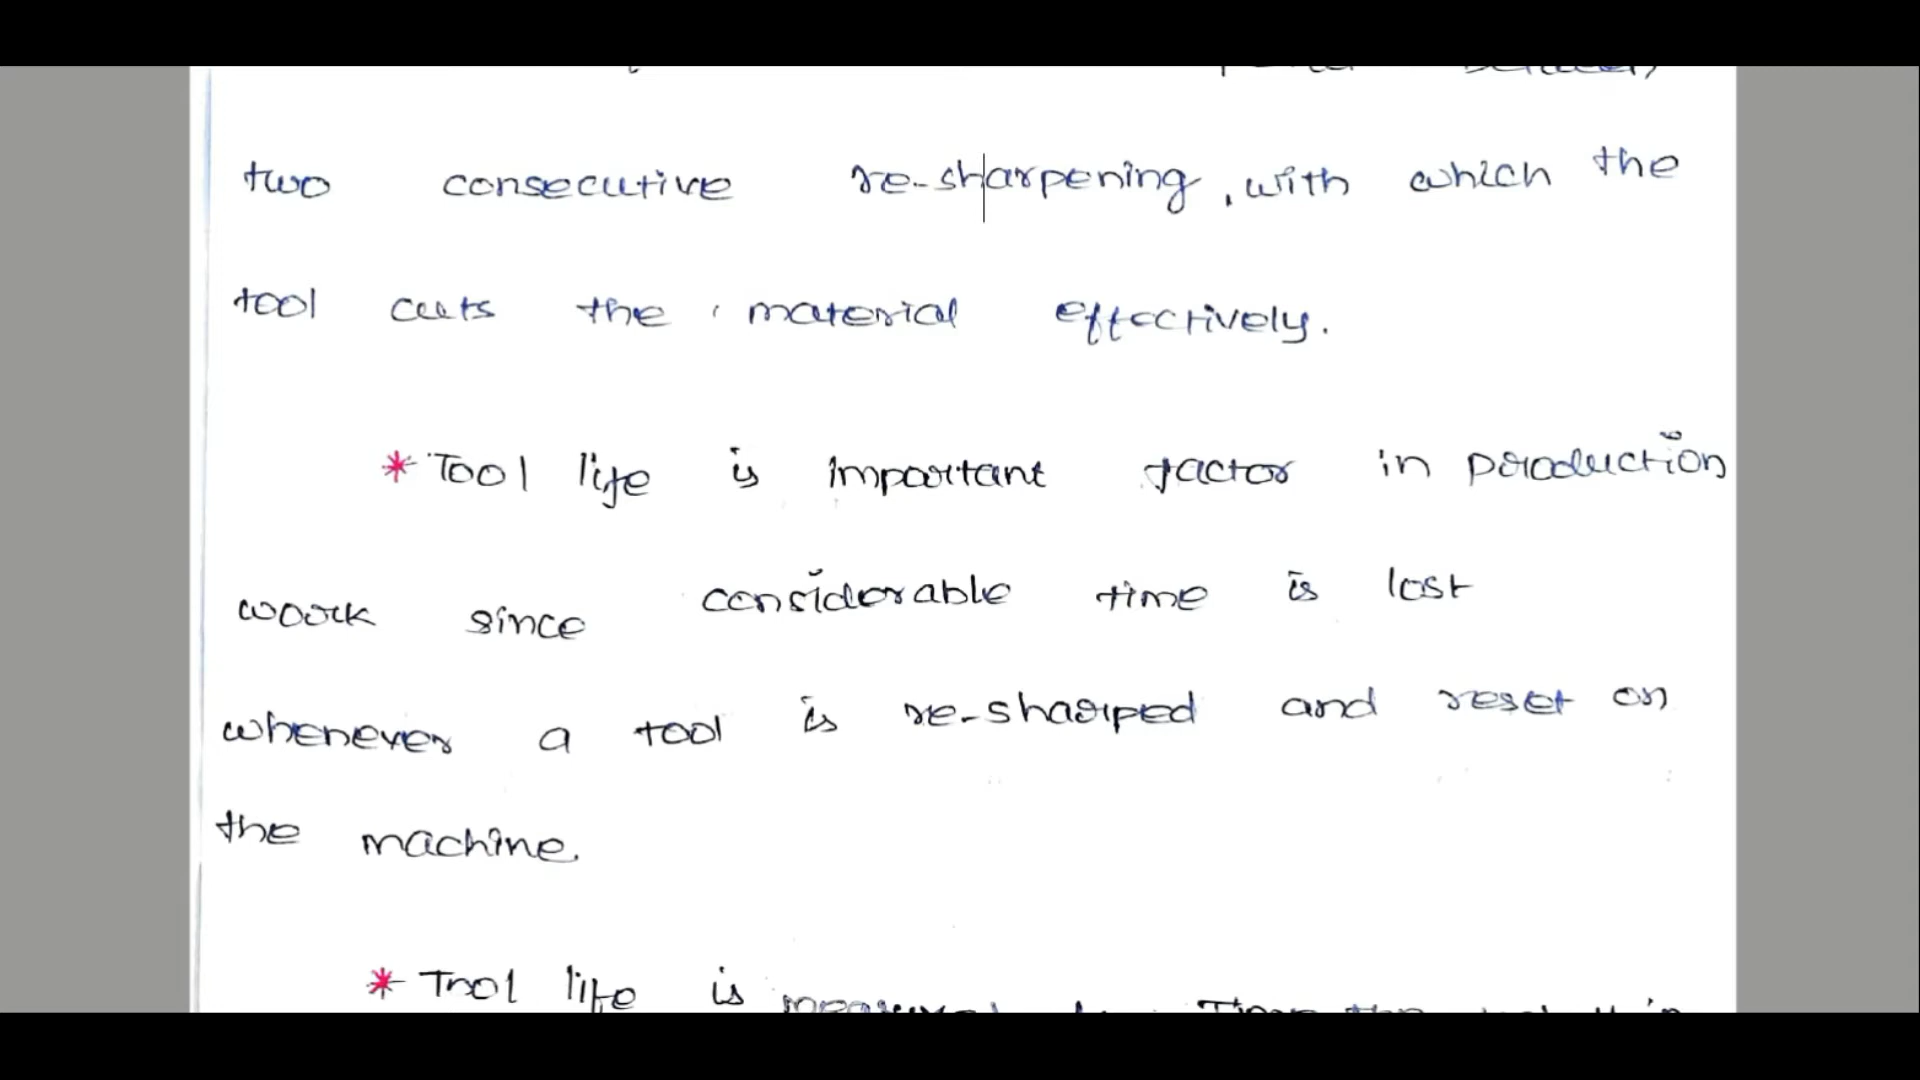 two consecutive re-sharpening, with which the
tool cuts the material effectively.
* Tool life is important factor in production
work since considerable time is lost
whenever a tool is re-sharped and reset on
the machine.
* Tool life is